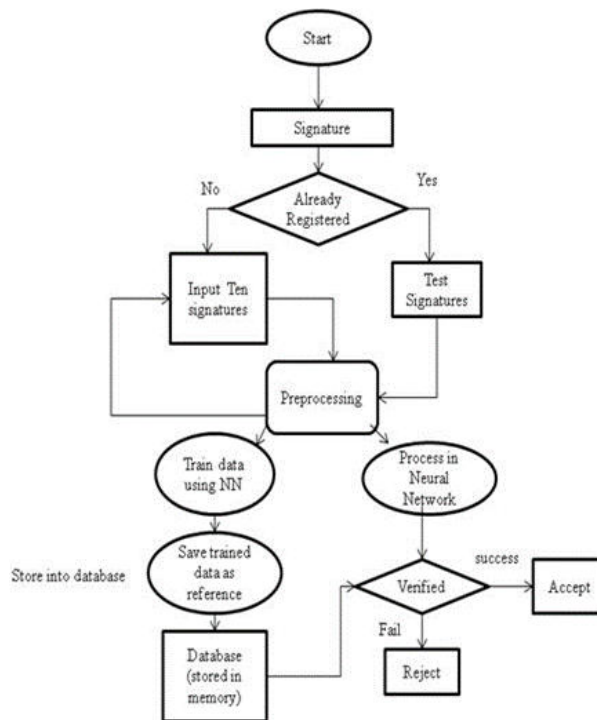 Start
Signature
No
Yes
Already
Registered
Input Ten
signatures
Test
Signatures
Preprocessing
Train data
using NN
Process in
Neural
Network
Store into database
Save trained
data as
reference
success
Verified
Accept
Fail
Database
(stored in
memory)
Reject